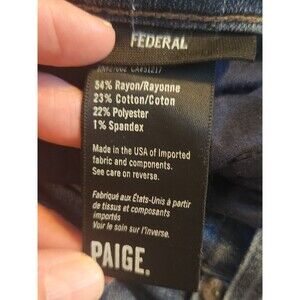 FEDERAL
54% Rayon/Rayonne
23% Cotton/Coton
22% Polyester
1% Spandex
Made in the USA of Imported
fabric and components.
See care on reverse.
Fabriqué aux États-Unis à partir
de tissus et composants
importés
Voir le soin sur l'inverse.
PAIGE.